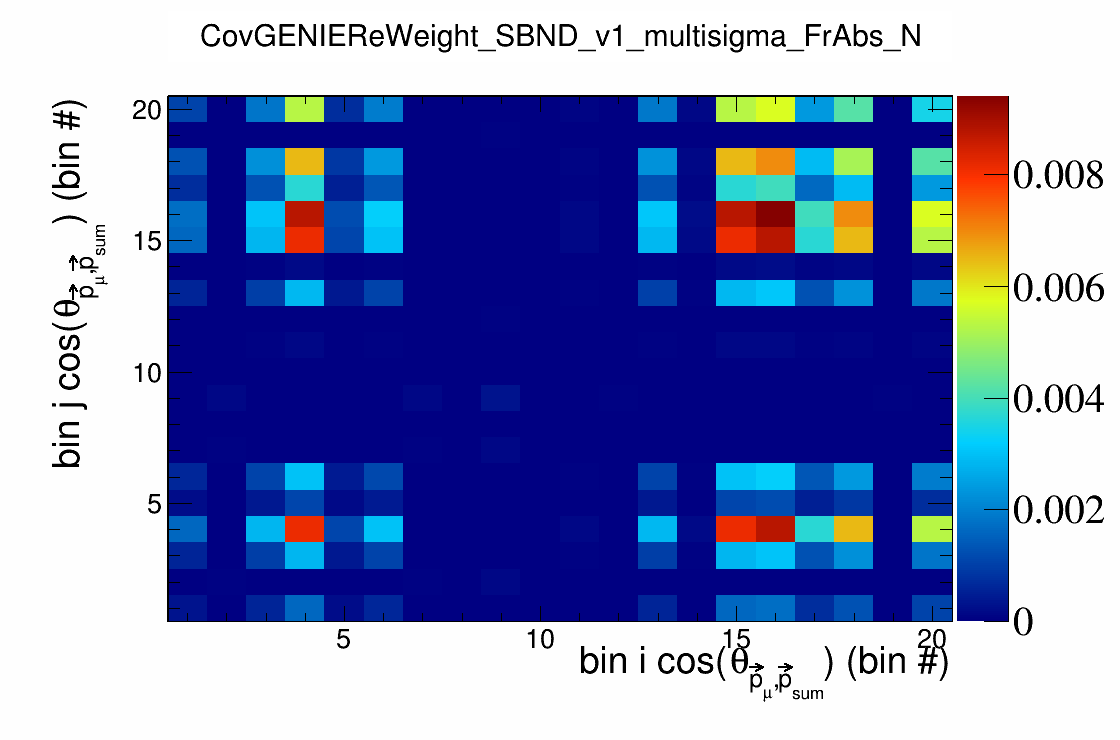 CovGENIEReWeight_SBND_v1_multisigma_FrAbs_N
bin j cos(θp⃗μ,p⃗sum) (bin #)
20
15
10
5
5 10 15 20
bin i cos(θp⃗μ,p⃗sum) (bin #)
0.008
0.006
0.004
0.002
0